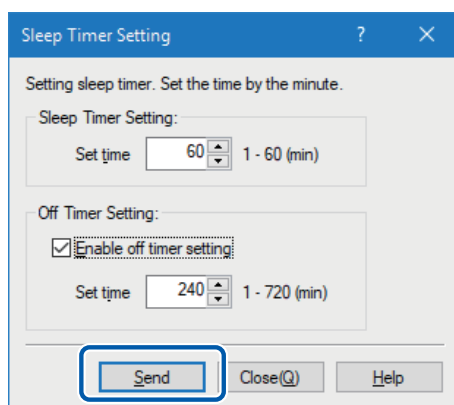 Sleep Timer Setting ? ×
Setting sleep timer. Set the time by the minute.
Sleep Timer Setting:
Set time 60 1 - 60 (min)
Off Timer Setting:
Enable off timer setting
Set time 240 1 - 720 (min)
Send Close(Q) Help